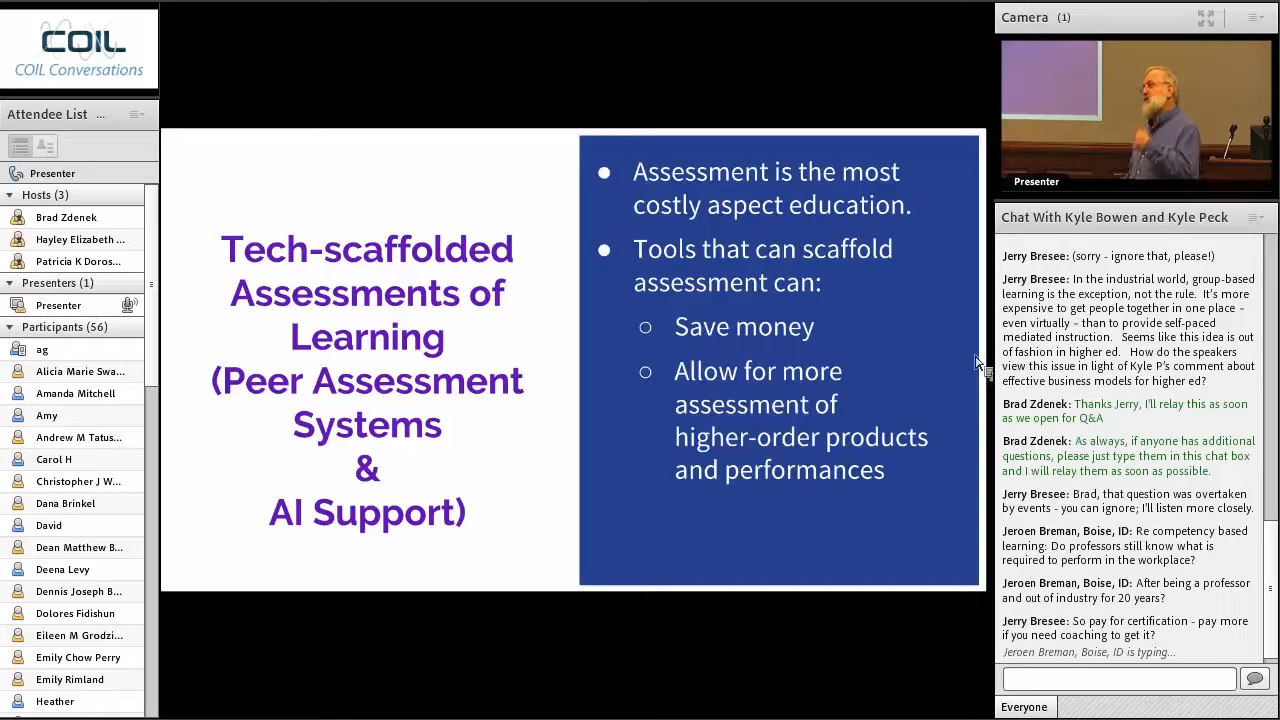 COIL
COIL Conversations
Attendee List ...
Presenter
Hosts (3)
Brad Zdenek
Hayley Elizabeth ...
Patricia K Doros...
Presenters (1)
Presenter
Participants (56)
ag
Alicia Marie Swa...
Amanda Mitchell
Amy
Andrew M Tatus...
Carol H
Christopher J W...
Dana Brinkel
David
Dean Matthew B...
Deena Levy
Dennis Joseph B...
Dolores Fidishun
Eileen M Grodzi...
Emily Chow Perry
Emily Rimland
Heather
Tech-scaffolded
Assessments of
Learning
(Peer Assessment
Systems
&
AI Support)
● Assessment is the most
costly aspect education.
● Tools that can scaffold
assessment can:
○ Save money
○ Allow for more
assessment of
higher-order products
and performances
Camera (1)
Presenter
Chat With Kyle Bowen and Kyle Peck
Jerry Bresee: (sorry - ignore that, please!)
Jerry Bresee: In the industrial world, group-based
learning is the exception, not the rule. It's more
expensive to get people together in one place -
even virtually - than to provide self-paced
mediated instruction. Seems like this idea is out
of fashion in higher ed. How do the speakers
view this issue in light of Kyle P's comment about
effective business models for higher ed?
Brad Zdenek: Thanks Jerry, I'll relay this as soon
as we open for Q&A
Brad Zdenek: As always, if anyone has additional
questions, please just type them in this chat box
and I will relay them as soon as possible.
Jerry Bresee: Brad, that question was overtaken
by events - you can ignore; I'll listen more closely.
Jeroen Breman, Boise, ID: Re competency based
learning: Do professors still know what is
required to perform in the workplace?
Jeroen Breman, Boise, ID: After being a professor
and out of industry for 20 years?
Jerry Bresee: So pay for certification - pay more
if you need coaching to get it?
Jeroen Breman, Boise, ID is typing...
Everyone